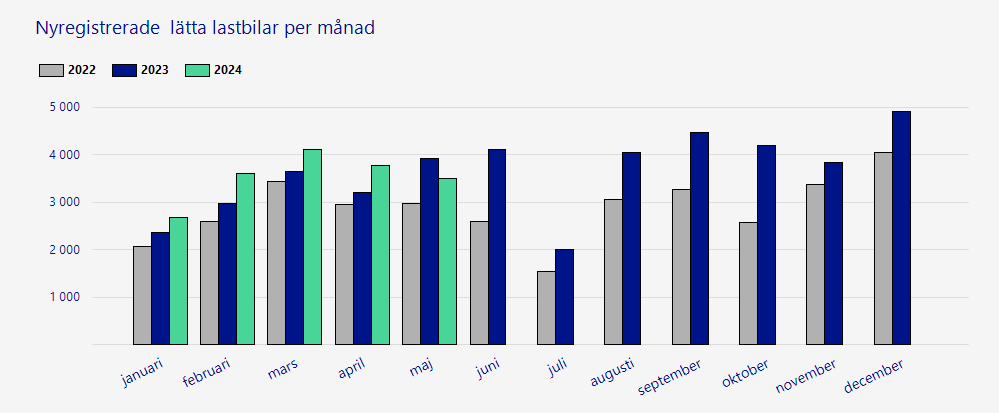 Nyregistrerade  lätta lastbilar per månad
2022 2023 2024
5 000
4 000
3 000
2 000
1 000
januari februari mars april maj juni juli augusti september oktober november december